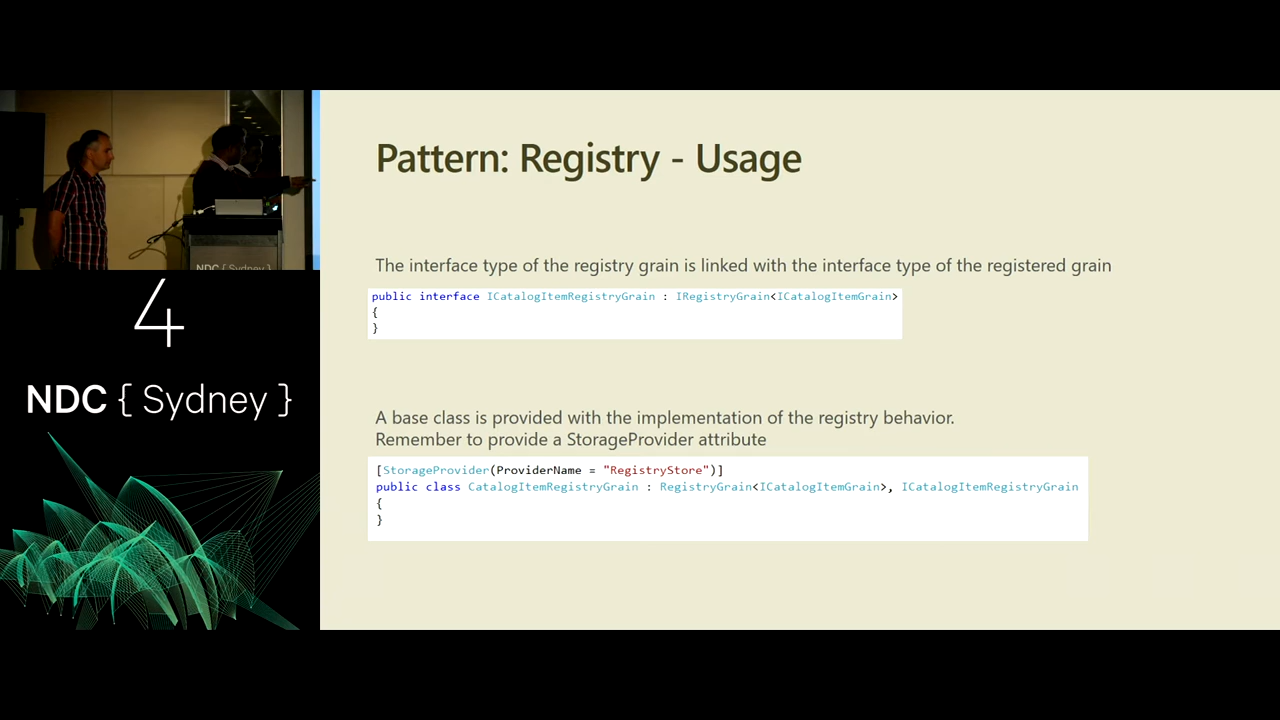 Pattern: Registry - Usage
The interface type of the registry grain is linked with the interface type of the registered grain
public interface ICatalogItemRegistryGrain : IRegistryGrain<ICatalogItemGrain>
{
}
A base class is provided with the implementation of the registry behavior.
Remember to provide a StorageProvider attribute
[StorageProvider(ProviderName = "RegistryStore")]
public class CatalogItemRegistryGrain : RegistryGrain<ICatalogItemGrain>, ICatalogItemRegistryGrain
{
}
NDC { Sydney }
4
NDC { Sydney }